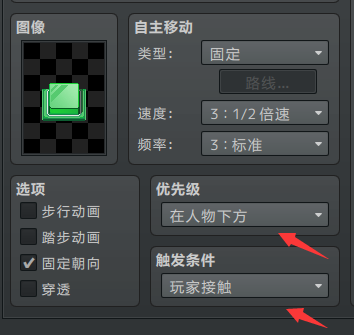 图像
自主移动
类型：
固定
路线...
速度：
3：1/2倍速
频率：
3：标准
选项
步行动画
踏步动画
固定朝向
穿透
优先级
在人物下方
触发条件
玩家接触